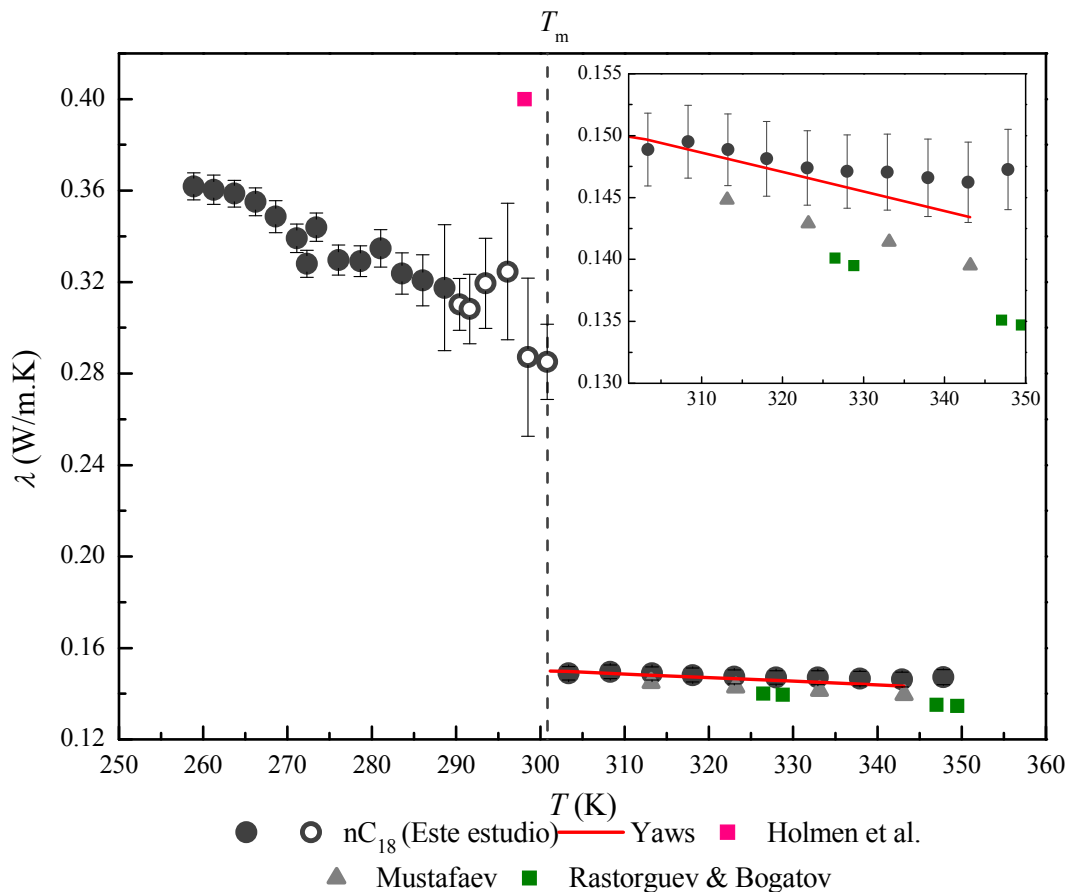 Tm
0.40
0.36
0.32
0.28
0.24
0.20
0.16
0.12
λ (W/m.K)
0.155
0.150
0.145
0.140
0.135
0.130
310 320 330 340 350
250 260 270 280 290 300 310 320 330 340 350 360
T (K)
nC18 (Este estudio) Yaws Holmen et al.
Mustafaev Rastorguev & Bogatov